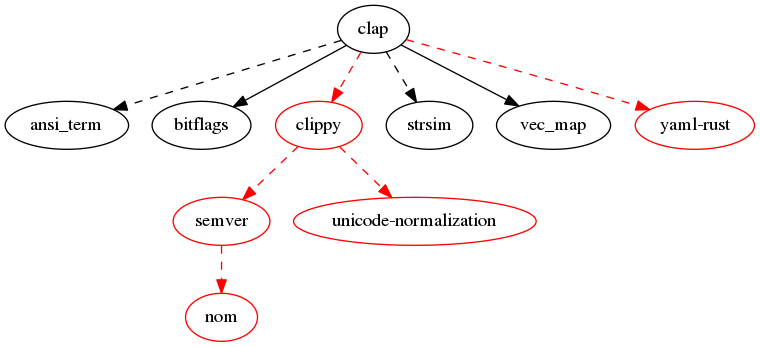 clap
ansi_term
bitflags
clippy
strsim
vec_map
yaml-rust
semver
unicode-normalization
nom